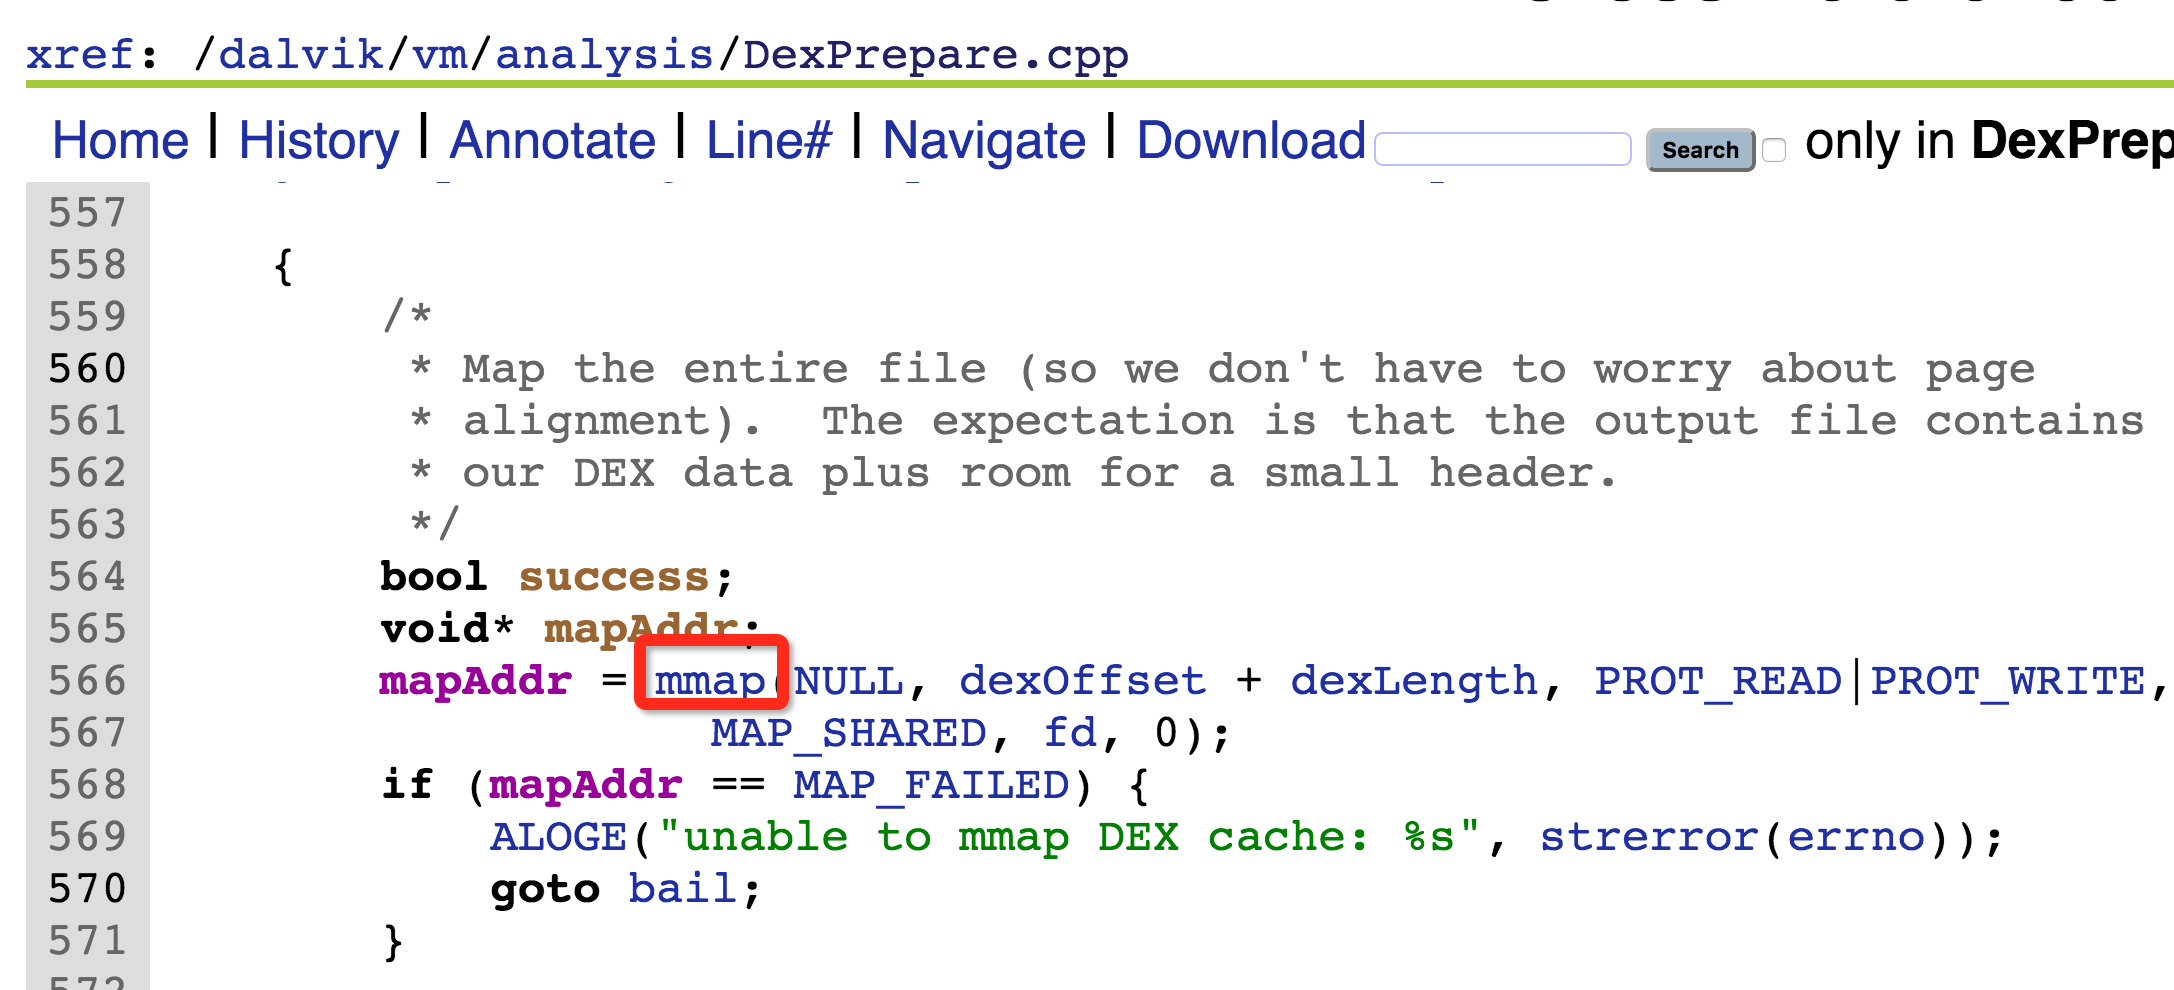 xref: /dalvik/vm/analysis/DexPrepare.cpp
Home | History | Annotate | Line# | Navigate | Download Search only in DexPrep
557
558 {
559 /*
560 * Map the entire file (so we don't have to worry about page
561 * alignment).  The expectation is that the output file contains
562 * our DEX data plus room for a small header.
563 */
564 bool success;
565 void* mapAddr;
566 mapAddr = mmap(NULL, dexOffset + dexLength, PROT_READ|PROT_WRITE,
567 MAP_SHARED, fd, 0);
568 if (mapAddr == MAP_FAILED) {
569 ALOGE("unable to mmap DEX cache: %s", strerror(errno));
570 goto bail;
571 }
572